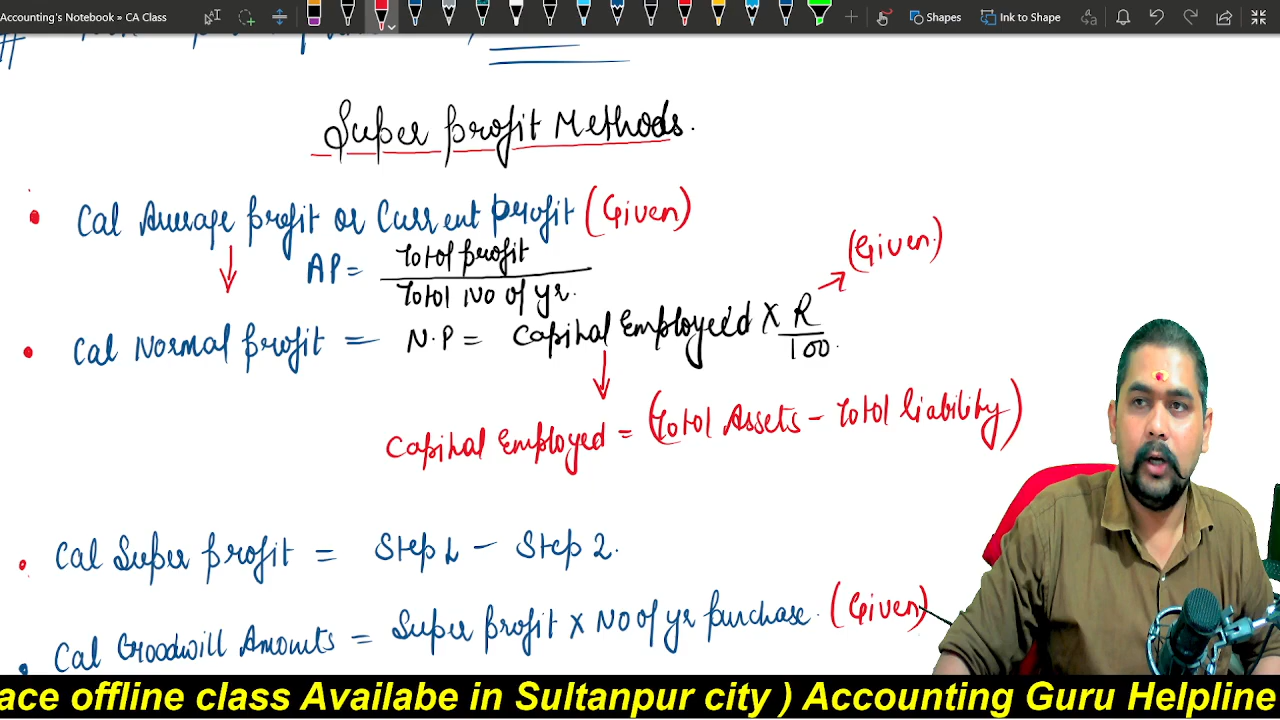 Accounting's Notebook » CA Class
Shapes
Ink to Shape
Super profit Methods.
Cal Average profit or Current profit (Given)
AP = Total profit
Total No of yr.
(Given)
Cal Normal profit = N.P = Capital Employed X R
100
Capital Employed = (Total Assets - Total liability)
Cal Super profit = Step 1 - Step 2.
Cal Goodwill Amounts = Super profit X No of yr purchase. (Given)
ace offline class Availabe in Sultanpur city ) Accounting Guru Helpline